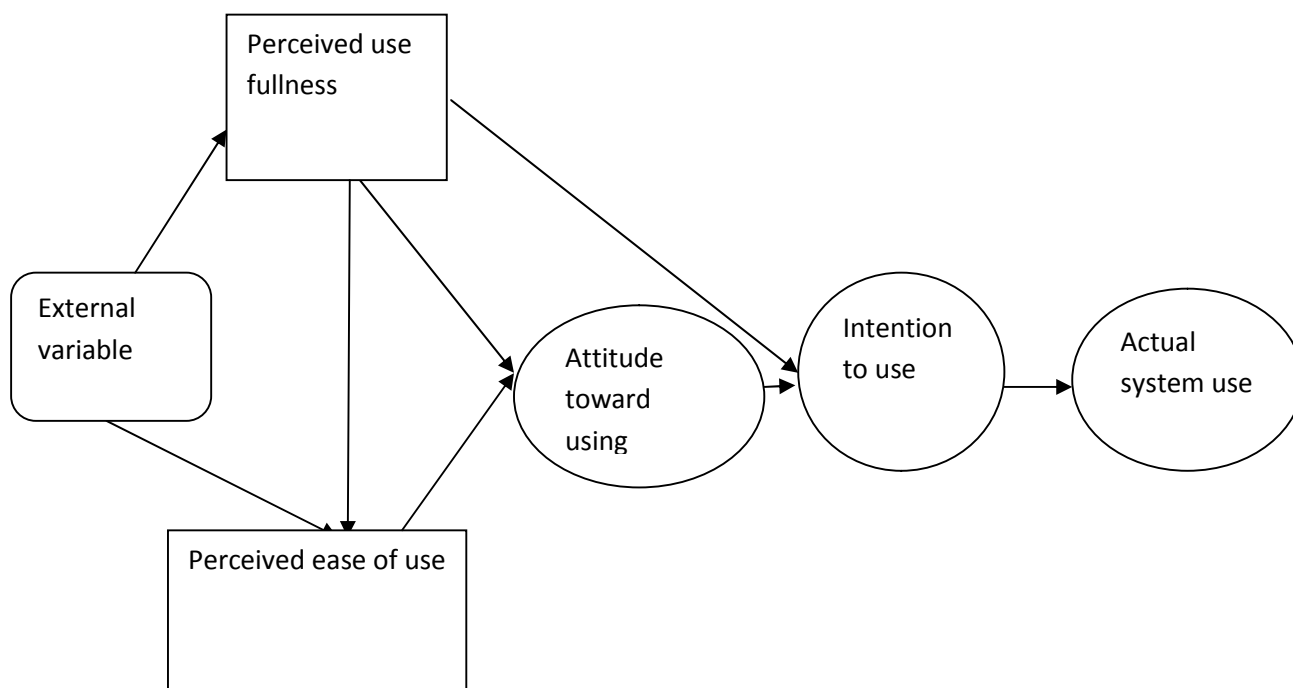 Perceived use
fullness
External
variable
Attitude
toward
using
Intention
to use
Actual
system use
Perceived ease of use